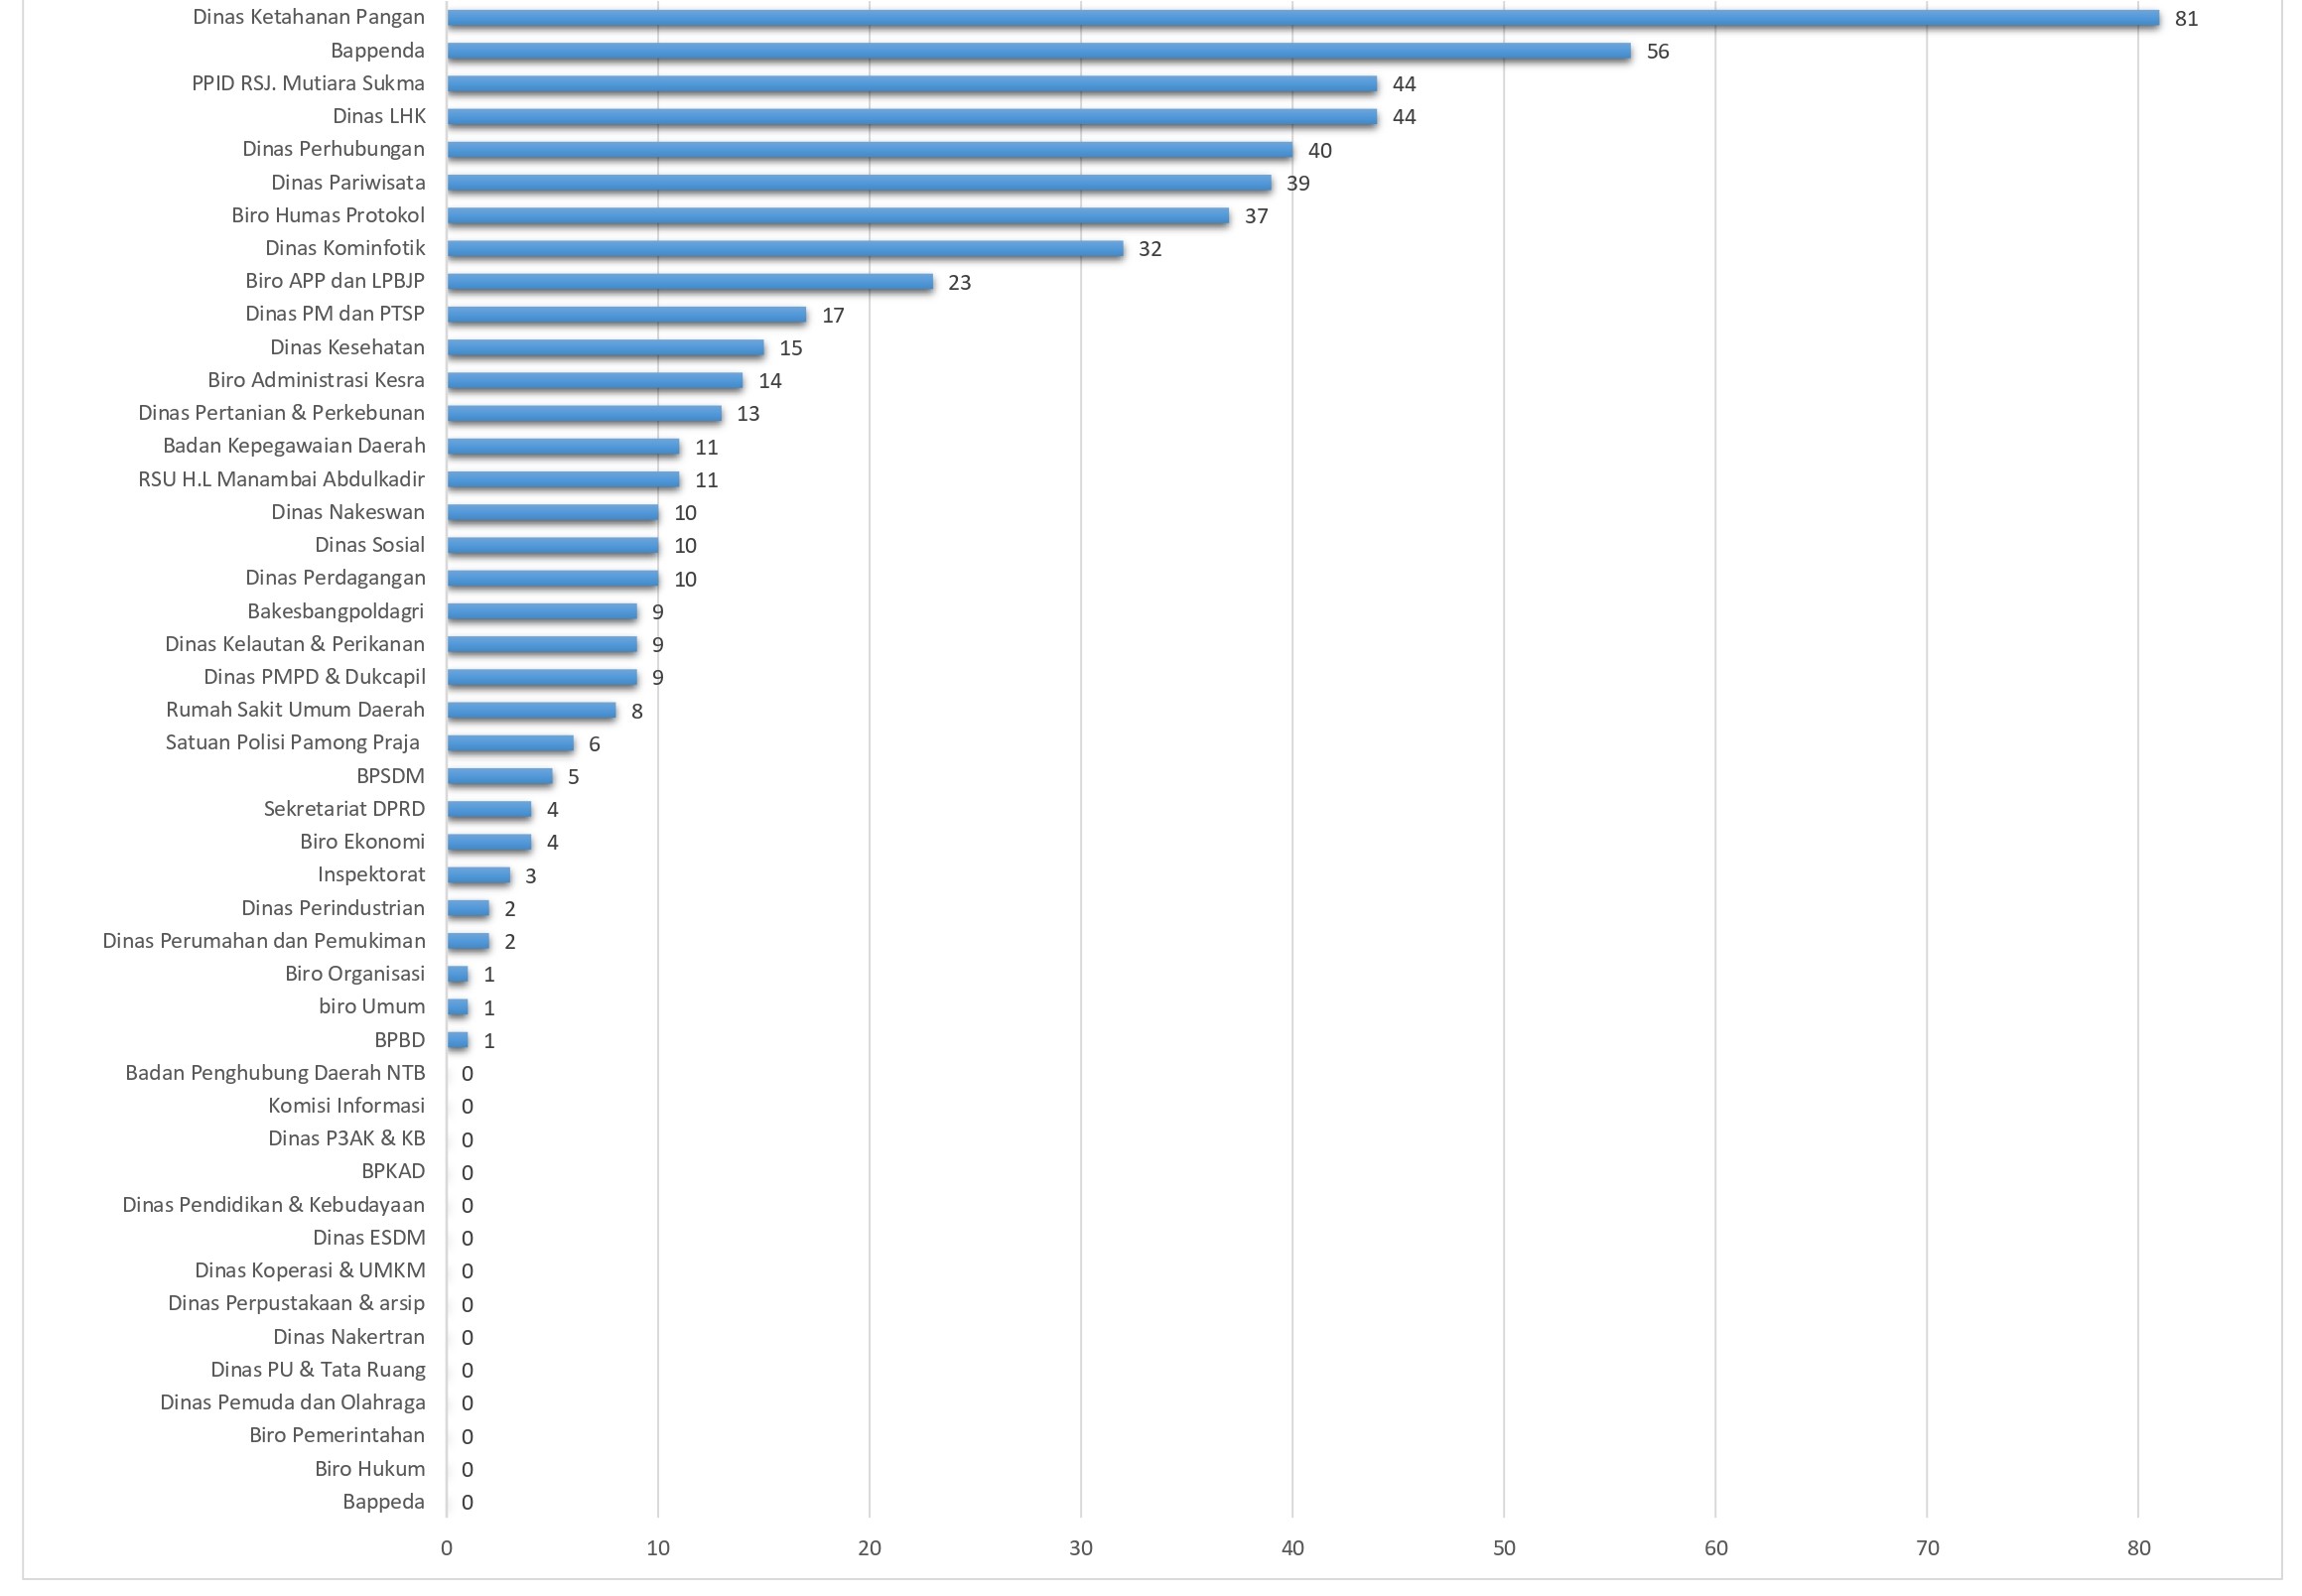 Dinas Ketahanan Pangan 81
Bappenda 56
PPID RSJ. Mutiara Sukma 44
Dinas LHK 44
Dinas Perhubungan 40
Dinas Pariwisata 39
Biro Humas Protokol 37
Dinas Kominfotik 32
Biro APP dan LPBJP 23
Dinas PM dan PTSP 17
Dinas Kesehatan 15
Biro Administrasi Kesra 14
Dinas Pertanian & Perkebunan 13
Badan Kepegawaian Daerah 11
RSU H.L Manambai Abdulkadir 11
Dinas Nakeswan 10
Dinas Sosial 10
Dinas Perdagangan 10
Bakesbangpoldagri 9
Dinas Kelautan & Perikanan 9
Dinas PMPD & Dukcapil 9
Rumah Sakit Umum Daerah 8
Satuan Polisi Pamong Praja 6
BPSDM 5
Sekretariat DPRD 4
Biro Ekonomi 4
Inspektorat 3
Dinas Perindustrian 2
Dinas Perumahan dan Pemukiman 2
Biro Organisasi 1
biro Umum 1
BPBD 1
Badan Penghubung Daerah NTB 0
Komisi Informasi 0
Dinas P3AK & KB 0
BPKAD 0
Dinas Pendidikan & Kebudayaan 0
Dinas ESDM 0
Dinas Koperasi & UMKM 0
Dinas Perpustakaan & arsip 0
Dinas Nakertran 0
Dinas PU & Tata Ruang 0
Dinas Pemuda dan Olahraga 0
Biro Pemerintahan 0
Biro Hukum 0
Bappeda 0
0 10 20 30 40 50 60 70 80